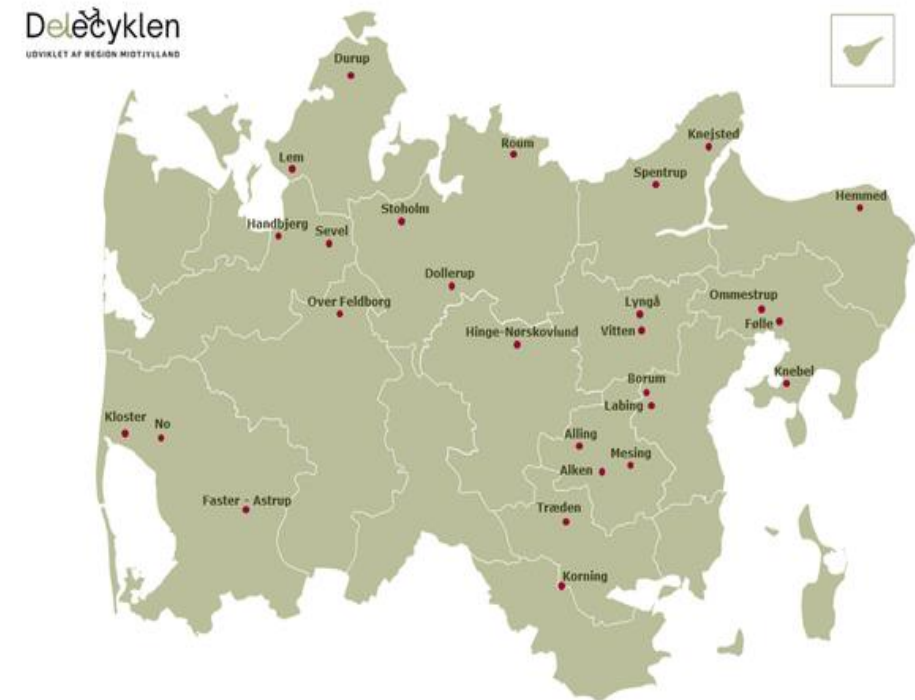 Delecyklen
UDVIKLET AF REGION MIDTJYLLAND
Durup
Knejsted
Roum
Lem
Spentrup
Hemmed
Stoholm
Handbjerg
Sevel
Dollerup
Ommestrup
Over Feldborg
Lyngå
Følle
Hinge-Nørskovlund
Vitten
Knebel
Borum
Labing
Kloster
No
Alling
Mesing
Alken
Faster - Astrup
Træden
Korning